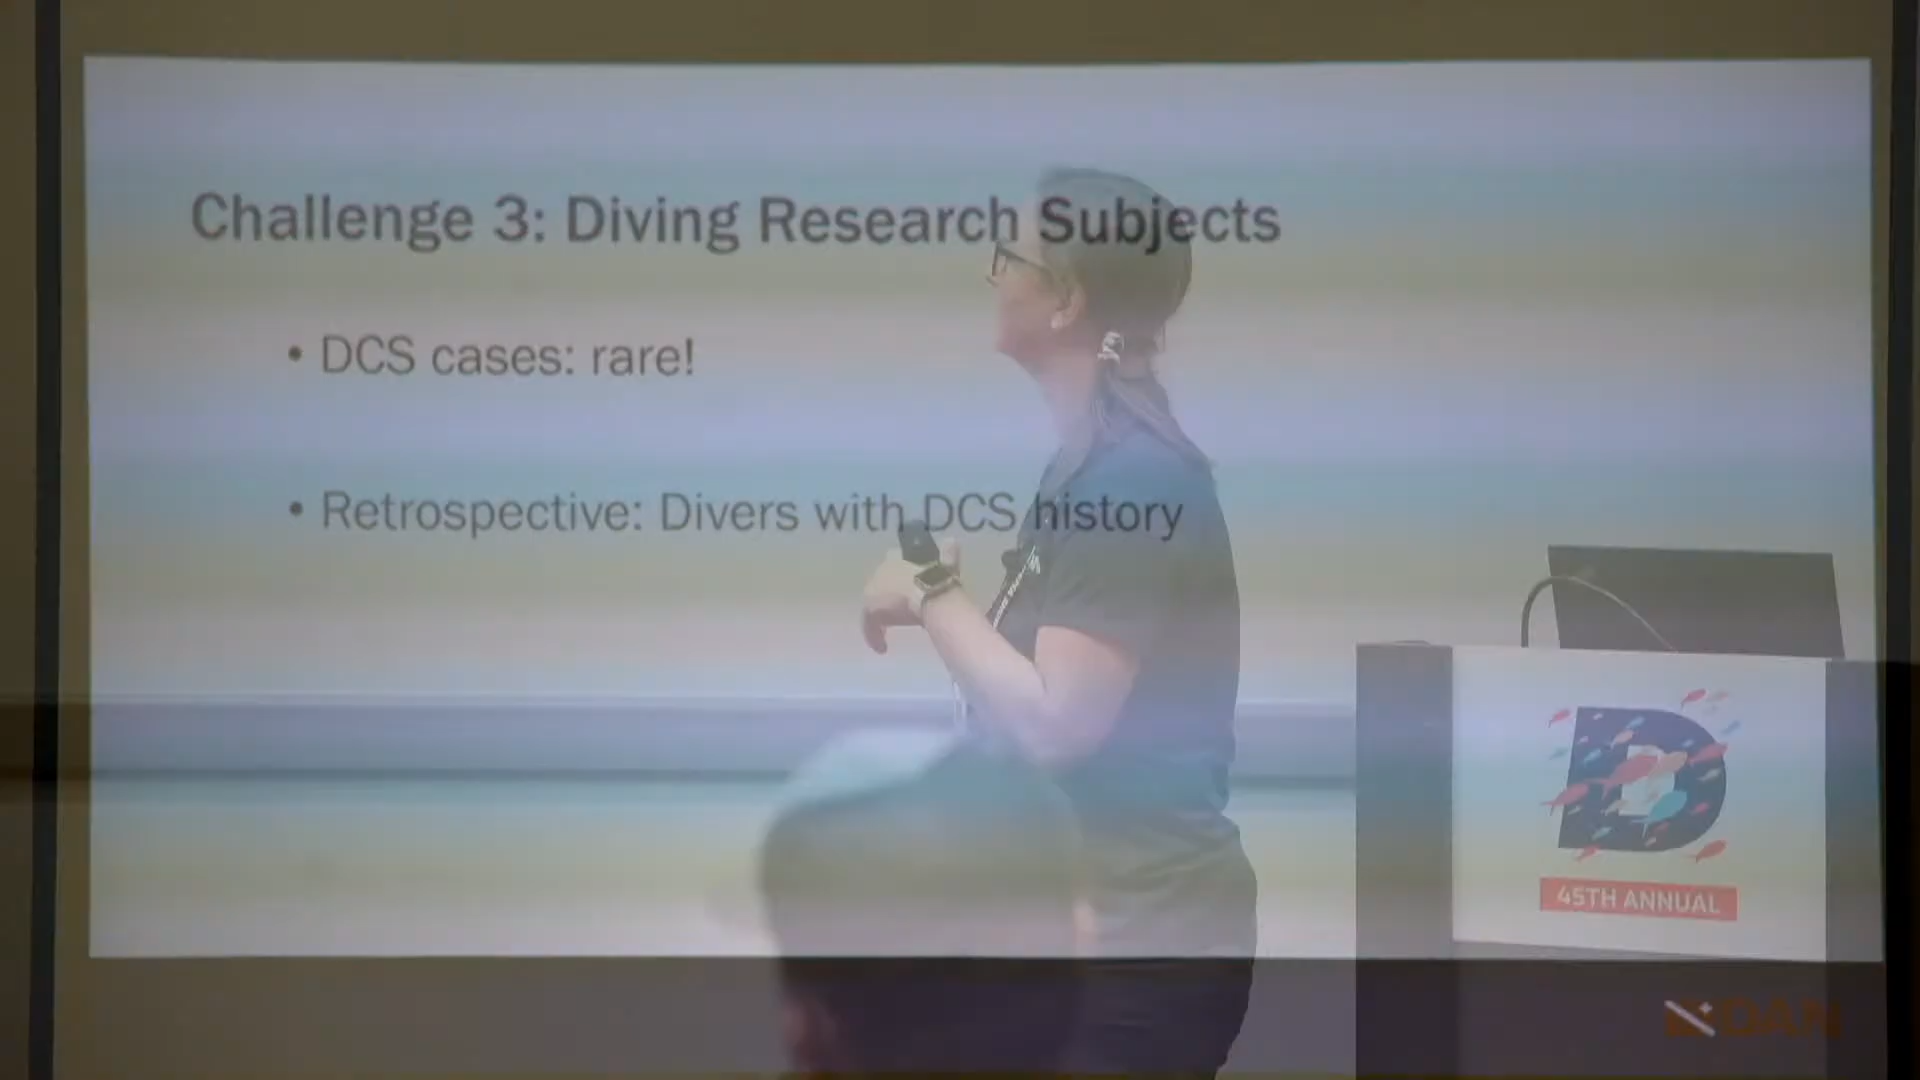 Challenge 3: Diving Research Subjects
• DCS cases: rare!
• Retrospective: Divers with DCS history
D
45TH ANNUAL
DAN